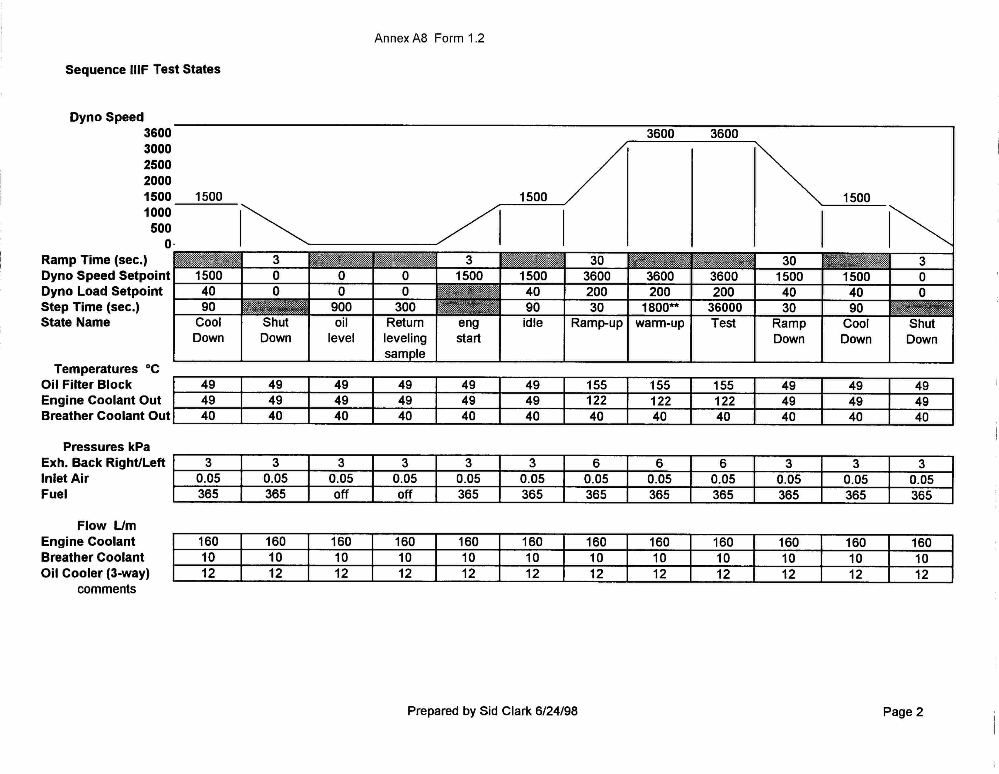 Annex A8 Form 1.2
Sequence IIIF Test States
Dyno Speed
3600 3600 3600
3000
2500
2000
1500 1500 1500 1500
1000
500
0
Ramp Time (sec.) 3 3 30 30 3
Dyno Speed Setpoint 1500 0 0 0 1500 1500 3600 3600 3600 1500 1500 0
Dyno Load Setpoint 40 0 0 0 40 200 200 200 40 40 0
Step Time (sec.) 90 900 300 90 30 1800** 36000 30 90
State Name Cool Shut oil Return eng idle Ramp-up warm-up Test Ramp Cool Shut
Down Down level leveling start Down Down Down
sample
Temperatures °C
Oil Filter Block 49 49 49 49 49 49 155 155 155 49 49 49
Engine Coolant Out 49 49 49 49 49 49 122 122 122 49 49 49
Breather Coolant Out 40 40 40 40 40 40 40 40 40 40 40 40
Pressures kPa
Exh. Back Right/Left 3 3 3 3 3 3 6 6 6 3 3 3
Inlet Air 0.05 0.05 0.05 0.05 0.05 0.05 0.05 0.05 0.05 0.05 0.05 0.05
Fuel 365 365 off off 365 365 365 365 365 365 365 365
Flow L/m
Engine Coolant 160 160 160 160 160 160 160 160 160 160 160 160
Breather Coolant 10 10 10 10 10 10 10 10 10 10 10 10
Oil Cooler (3-way) 12 12 12 12 12 12 12 12 12 12 12 12
comments
Prepared by Sid Clark 6/24/98 Page 2